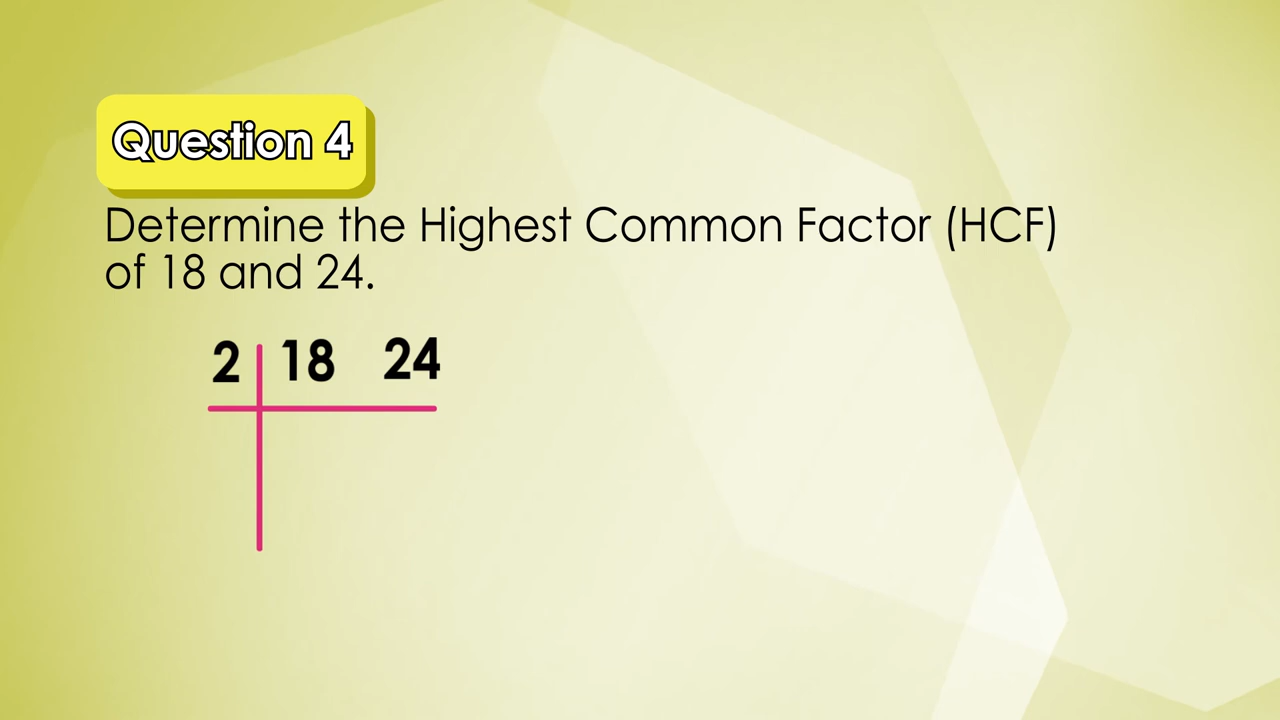 Question 4
Determine the Highest Common Factor (HCF)
of 18 and 24.
2 18 24